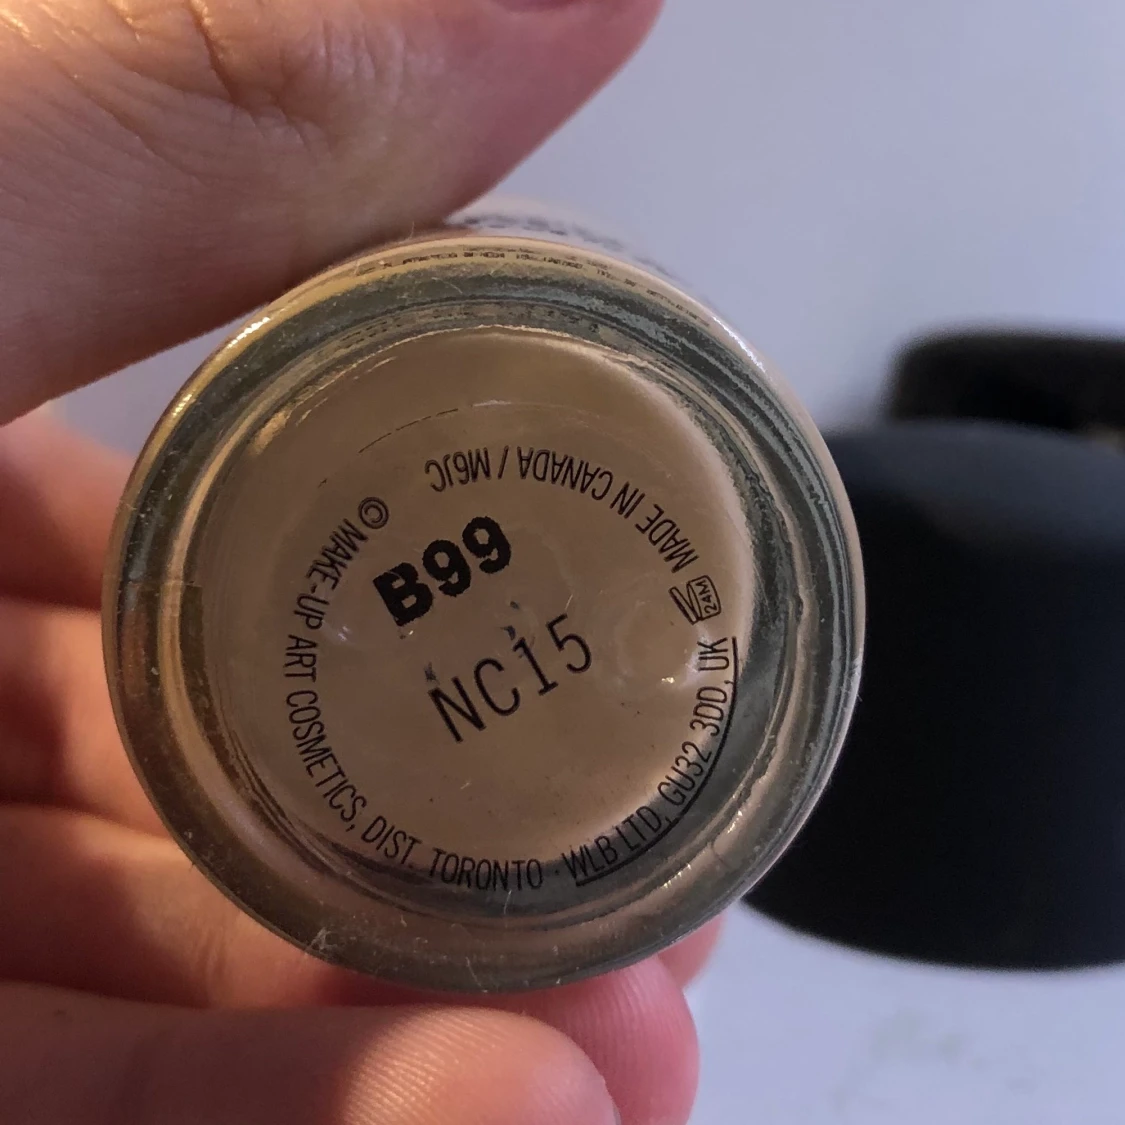 B99
NC15
© MAKE-UP ART COSMETICS, DIST. TORONTO · WLB LTD, GU32 3DD, UK 24M MADE IN CANADA / M6JC